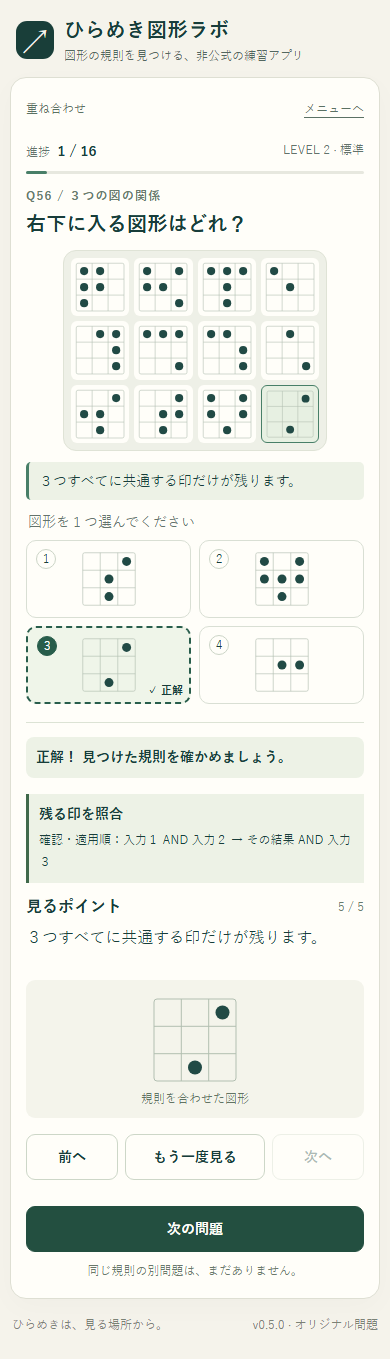 ひらめき図形ラボ
図形の規則を見つける、非公式の練習アプリ
重ね合わせ
メニューへ
進捗 1 / 16
LEVEL 2 · 標準
Q56 / 3つの図の関係
右下に入る図形はどれ？
3つすべてに共通する印だけが残ります。
図形を1つ選んでください
1
2
3
✓ 正解
4
正解！ 見つけた規則を確かめましょう。
残る印を照合
確認・適用順：入力1 AND 入力2 → その結果 AND 入力
3
見るポイント
5 / 5
3つすべてに共通する印だけが残ります。
規則を合わせた図形
前へ
もう一度見る
次へ
次の問題
同じ規則の別問題は、まだありません。
ひらめきは、見る場所から。
v0.5.0 · オリジナル問題